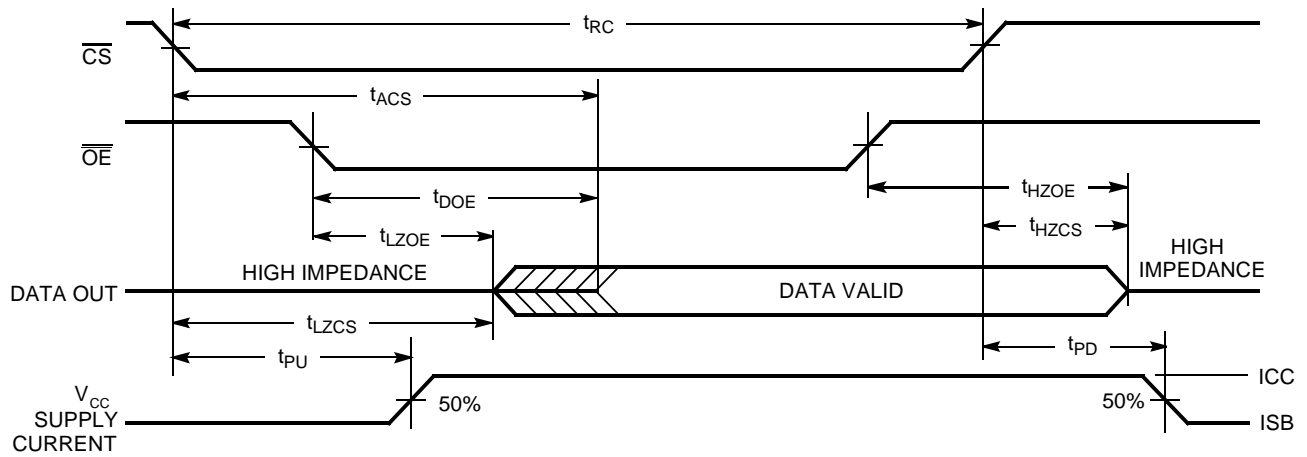 tRC
CS
tACS
OE
tDOE
tHZOE
tLZOE
tHZCS
HIGH IMPEDANCE
HIGH
IMPEDANCE
DATA OUT
DATA VALID
tLZCS
tPU
tPD
VCC
SUPPLY
CURRENT
50%
50%
ICC
ISB